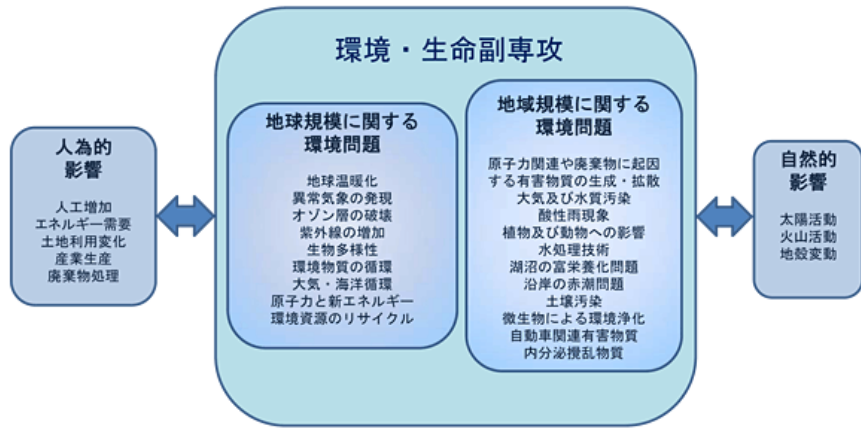 環境・生命副専攻
人為的
影響
人工増加
エネルギー需要
土地利用変化
産業生産
廃棄物処理
地球規模に関する
環境問題
地球温暖化
異常気象の発現
オゾン層の破壊
紫外線の増加
生物多様性
環境物質の循環
大気・海洋循環
原子力と新エネルギー
環境資源のリサイクル
地域規模に関する
環境問題
原子力関連や廃棄物に起因
する有害物質の生成・拡散
大気及び水質汚染
酸性雨現象
植物及び動物への影響
水処理技術
湖沼の富栄養化問題
沿岸の赤潮問題
土壌汚染
微生物による環境浄化
自動車関連有害物質
内分泌撹乱物質
自然的
影響
太陽活動
火山活動
地殻変動